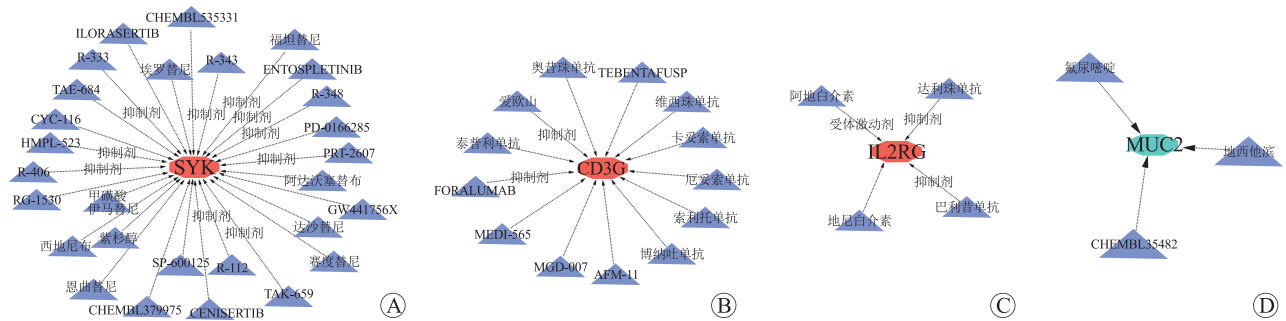 CHEMBL535331
ILORASERTIB
福坦替尼
R-333
埃罗替尼
R-343
ENTOSPLETINIB
TAE-684
抑制剂
抑制剂
抑制剂
抑制剂
R-348
CYC-116
PD-0166285
HMPL-523
抑制剂
抑制剂
PRT-2607
R-406
抑制剂
SYK
抑制剂
阿达沃塞替布
RG-1530
甲磺酸
伊马替尼
GW441756X
西地尼布
紫杉醇
抑制剂
抑制剂
达沙替尼
赛度替尼
SP-600125
R-112
恩曲替尼
TAK-659
CHEMBL379975
CENISERTIB
A
奥昔珠单抗
TEBENTAFUSP
爱欧山
维西珠单抗
抑制剂
泰普利单抗
卡妥索单抗
CD3G
FORALUMAB
抑制剂
厄妥索单抗
MEDI-565
索利托单抗
博纳吐单抗
MGD-007
AFM-11
B
阿地白介素
达利珠单抗
受体激动剂
抑制剂
IL2RG
抑制剂
地尼白介素
巴利昔单抗
C
氟尿嘧啶
MUC2
地西他滨
CHEMBL35482
D